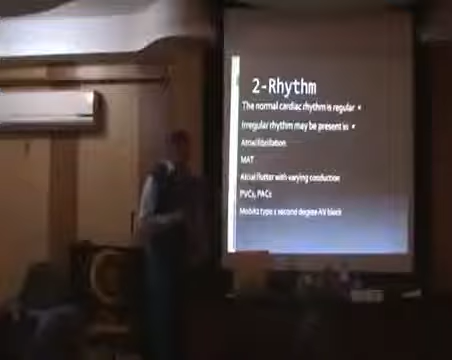 2-Rhythm
The normal cardiac rhythm is regular •
Irregular rhythm may be present in •
Atrial fibrillation
MAT
Atrial flutter with varying conduction
PVCs, PACs
Mobitz type 1 second degree AV block